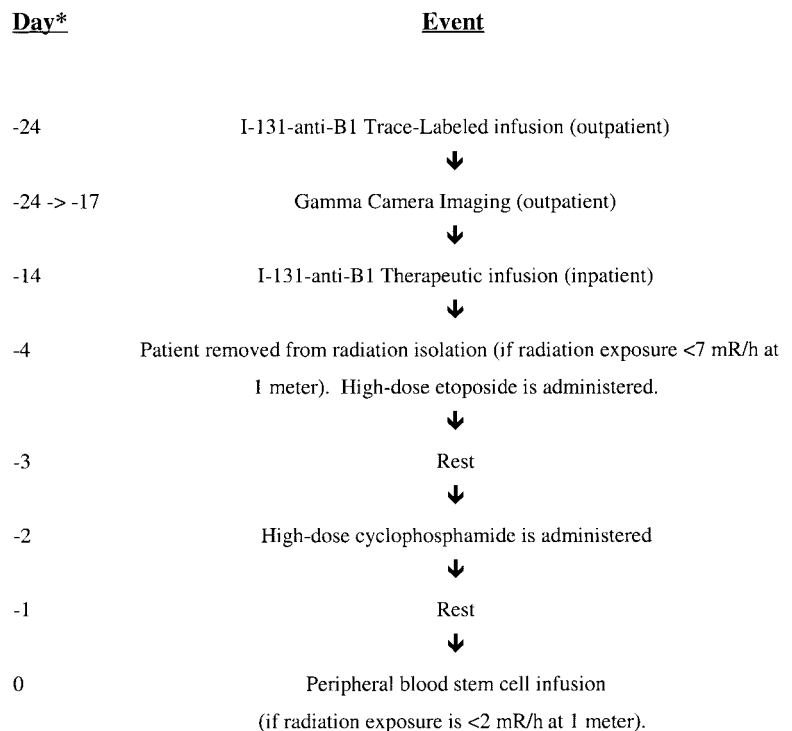 Day* Event
-24 I-131-anti-B1 Trace-Labeled infusion (outpatient)
-24 -> -17 Gamma Camera Imaging (outpatient)
-14 I-131-anti-B1 Therapeutic infusion (inpatient)
-4 Patient removed from radiation isolation (if radiation exposure <7 mR/h at
1 meter). High-dose etoposide is administered.
-3 Rest
-2 High-dose cyclophosphamide is administered
-1 Rest
0 Peripheral blood stem cell infusion
(if radiation exposure is <2 mR/h at 1 meter).